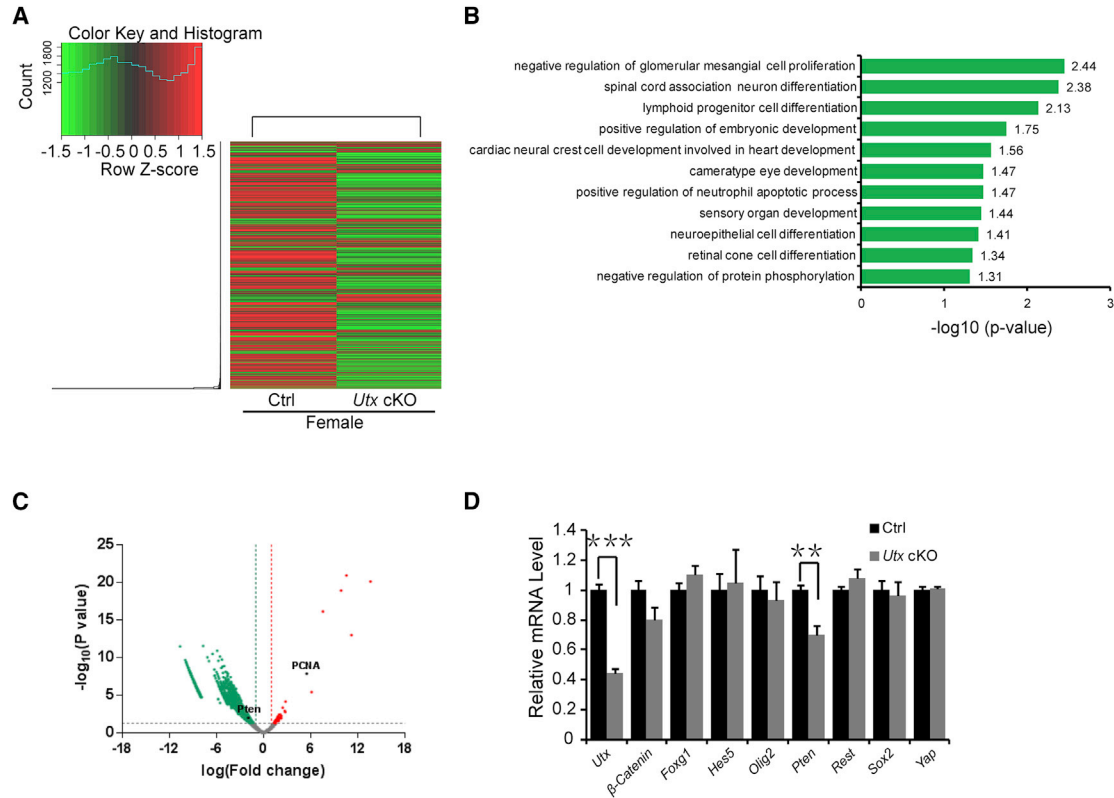 A
Color Key and Histogram
Count
1200 1800
-1.5 -1 -0.5 0 0.5 1 1.5
Row Z-score
Ctrl Utx cKO
Female
B
negative regulation of glomerular mesangial cell proliferation 2.44
spinal cord association neuron differentiation 2.38
lymphoid progenitor cell differentiation 2.13
positive regulation of embryonic development 1.75
cardiac neural crest cell development involved in heart development 1.56
cameratype eye development 1.47
positive regulation of neutrophil apoptotic process 1.47
sensory organ development 1.44
neuroepithelial cell differentiation 1.41
retinal cone cell differentiation 1.34
negative regulation of protein phosphorylation 1.31
0 1 2 3
-log10 (p-value)
C
25
20
15
10
5
0
-log10(P value)
PCNA
Pten
-18 -12 -6 0 6 12 18
log(Fold change)
D
Ctrl
Utx cKO
1.4
1.2
1
0.8
0.6
0.4
0.2
0
Relative mRNA Level
*** **
Utx β-Catenin Foxg1 Hes5 Olig2 Pten Rest Sox2 Yap